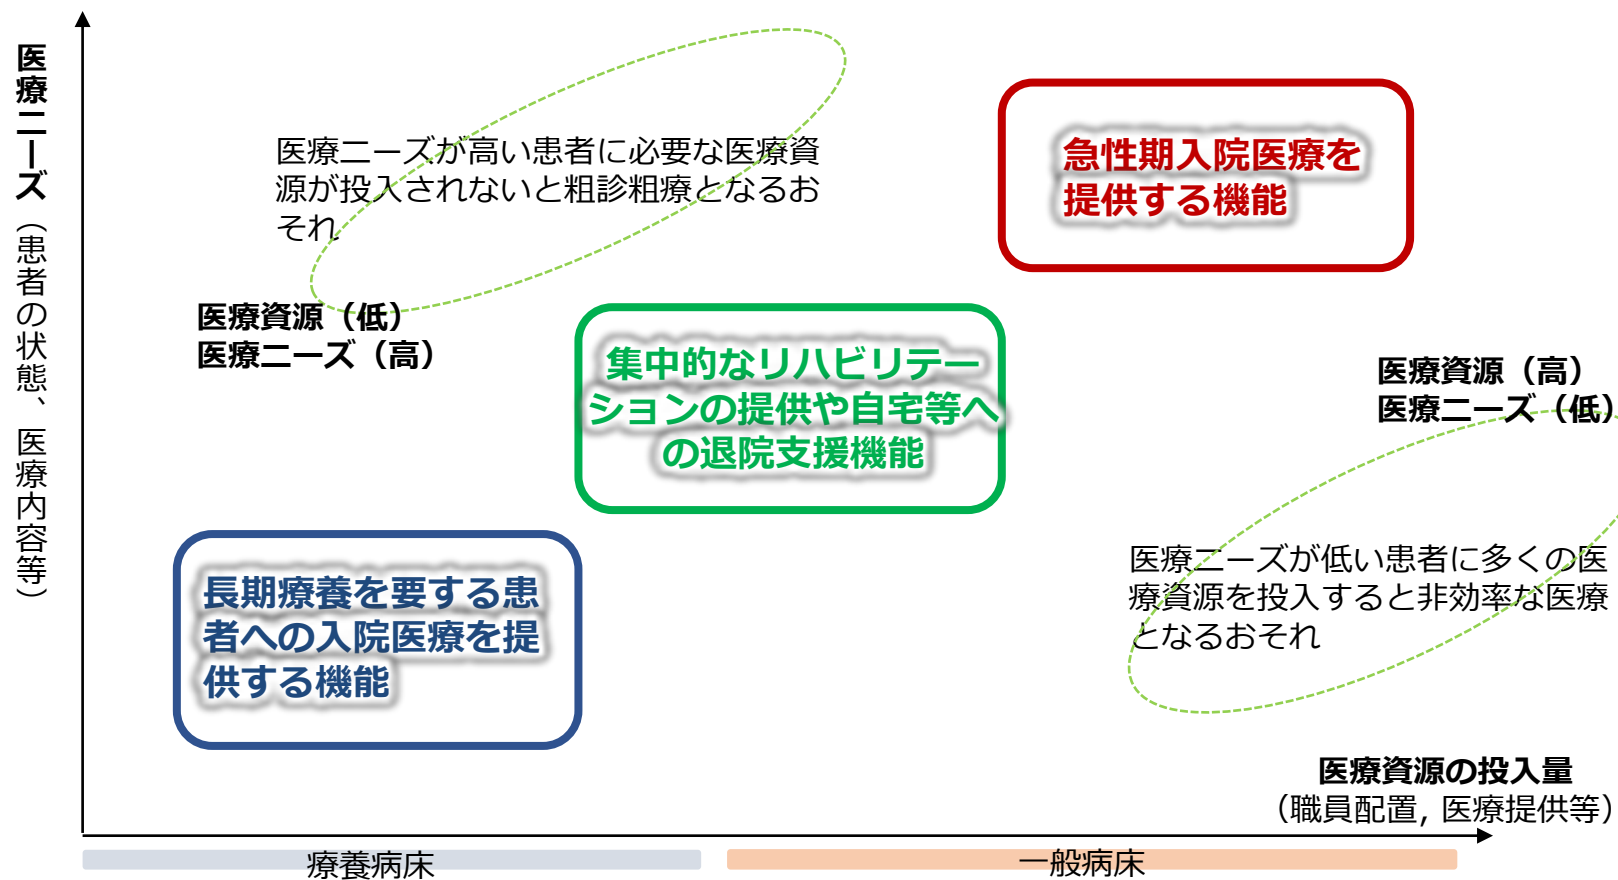 医療ニーズ（患者の状態、医療内容等）
医療ニーズが高い患者に必要な医療資
源が投入されないと粗診粗療となるお
それ
医療資源（低）
医療ニーズ（高）
急性期入院医療を
提供する機能
集中的なリハビリテー
ションの提供や自宅等へ
の退院支援機能
医療資源（高）
医療ニーズ（低）
医療ニーズが低い患者に多くの医
療資源を投入すると非効率な医療
となるおそれ
長期療養を要する患
者への入院医療を提
供する機能
医療資源の投入量
（職員配置, 医療提供等）
療養病床
一般病床